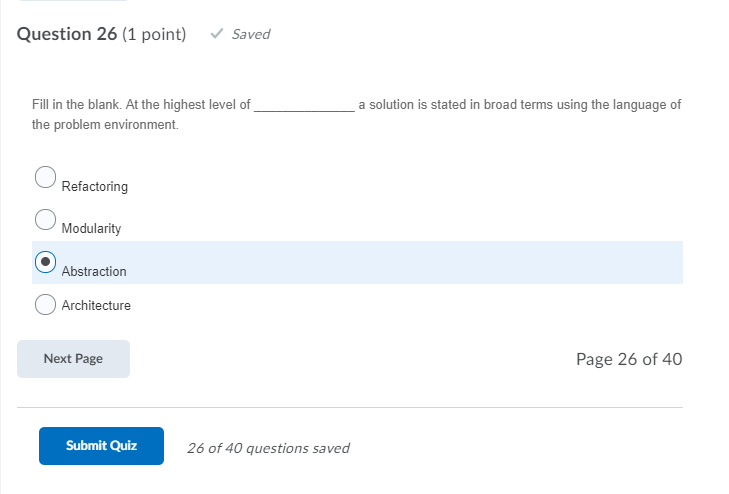 Question 26 (1 point) ✓ Saved
Fill in the blank. At the highest level of ______________ a solution is stated in broad terms using the language of
the problem environment.
Refactoring
Modularity
Abstraction
Architecture
Next Page Page 26 of 40
Submit Quiz 26 of 40 questions saved